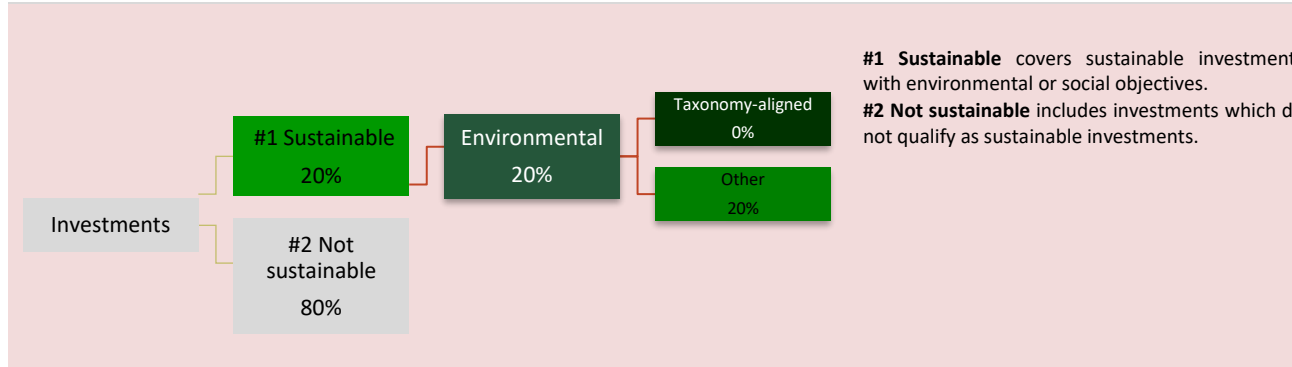 #1 Sustainable covers sustainable investment
with environmental or social objectives.
#2 Not sustainable includes investments which d
not qualify as sustainable investments.
Taxonomy-aligned
0%
#1 Sustainable
20%
Environmental
20%
Other
20%
Investments
#2 Not
sustainable
80%